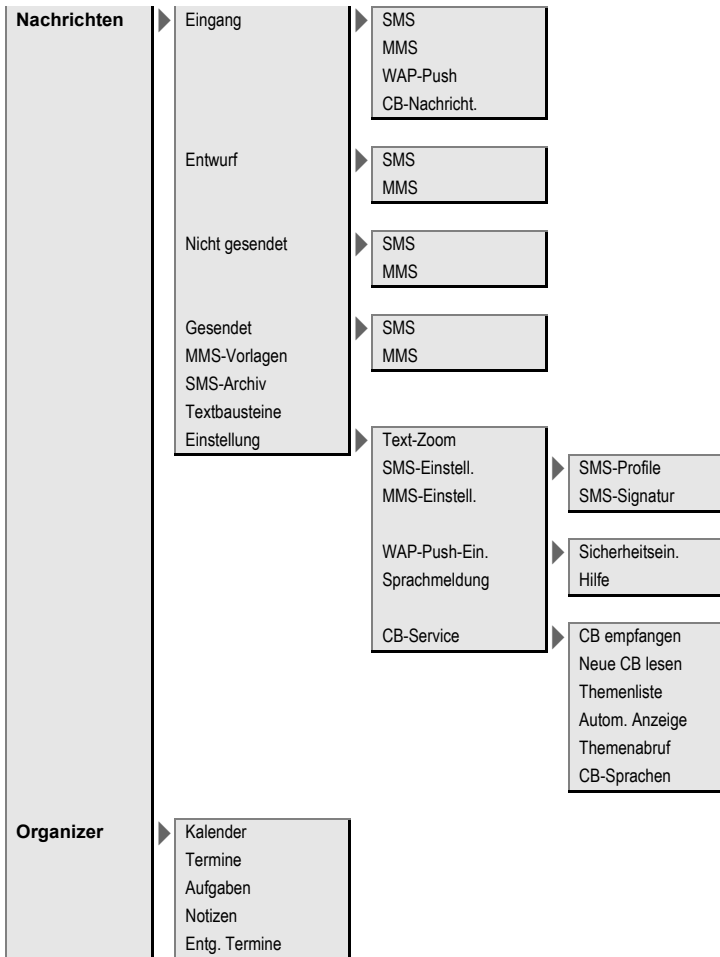 Nachrichten
Eingang
SMS
MMS
WAP-Push
CB-Nachricht.
Entwurf
SMS
MMS
Nicht gesendet
SMS
MMS
Gesendet
SMS
MMS-Vorlagen
MMS
SMS-Archiv
Textbausteine
Einstellung
Text-Zoom
SMS-Einstell.
SMS-Profile
MMS-Einstell.
SMS-Signatur
WAP-Push-Ein.
Sicherheitsein.
Sprachmeldung
Hilfe
CB-Service
CB empfangen
Neue CB lesen
Themenliste
Autom. Anzeige
Themenabruf
CB-Sprachen
Organizer
Kalender
Termine
Aufgaben
Notizen
Entg. Termine